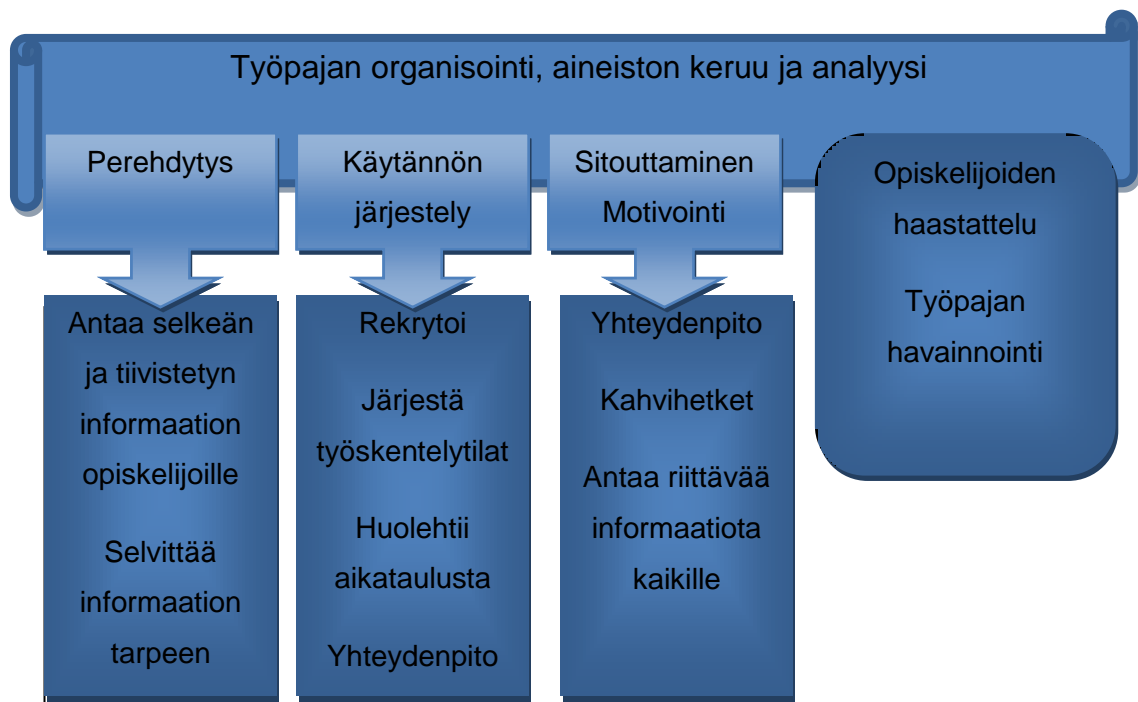 Työpajan organisointi, aineiston keruu ja analyysi
Perehdytys
Käytännön
järjestely
Sitouttaminen
Motivointi
Opiskelijoiden
haastattelu
Työpajan
havainnointi
Antaa selkeän
ja tiivistetyn
informaation
opiskelijoille
Selvittää
informaation
tarpeen
Rekrytoi
Järjestä
työskentelytilat
Huolehtii
aikataulusta
Yhteydenpito
Yhteydenpito
Kahvihetket
Antaa riittävää
informaatiota
kaikille